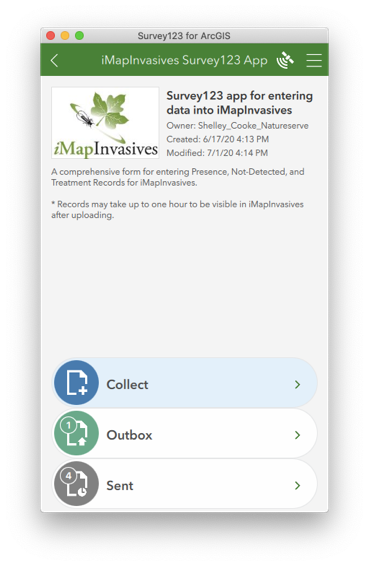 Survey123 for ArcGIS
iMapInvasives Survey123 App
iMapInvasives
Survey123 app for entering
data into iMapInvasives
Owner: Shelley_Cooke_Natureserve
Created: 6/17/20 4:13 PM
Modified: 7/1/20 4:14 PM
A comprehensive form for entering Presence, Not-Detected, and
Treatment Records for iMapInvasives.
* Records may take up to one hour to be visible in iMapInvasives
after uploading.
Collect
1
Outbox
4
Sent